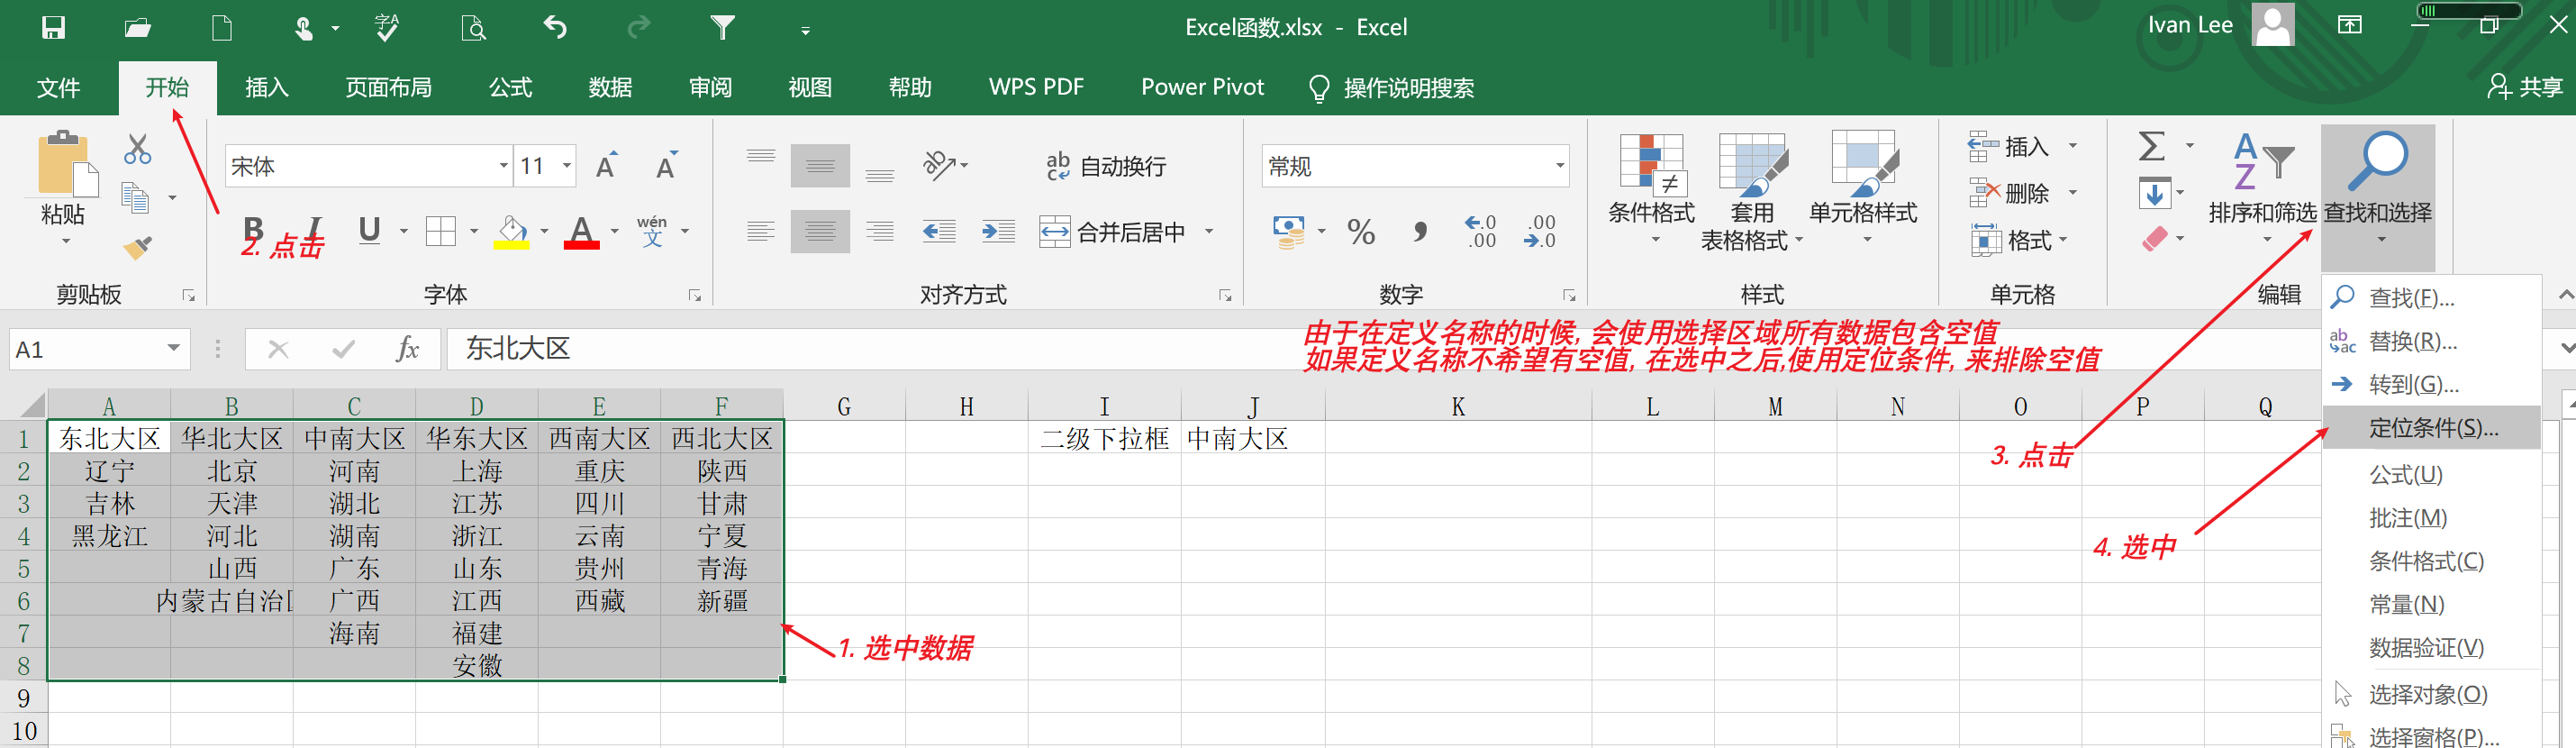 Excel函数.xlsx - Excel
Ivan Lee
文件 开始 插入 页面布局 公式 数据 审阅 视图 帮助 WPS PDF Power Pivot 操作说明搜索 共享
粘贴
剪贴板
宋体 11
B I U
wén
文
字体
2. 点击
自动换行
合并后居中
对齐方式
常规
%
数字
条件格式
套用
表格格式
单元格样式
样式
插入
删除
格式
单元格
排序和筛选
查找和选择
编辑
A1 fx 东北大区
由于在定义名称的时候, 会使用选择区域所有数据包含空值
如果定义名称不希望有空值, 在选中之后,使用定位条件, 来排除空值
查找(F)...
替换(R)...
转到(G)...
定位条件(S)...
公式(U)
批注(M)
条件格式(C)
常量(N)
数据验证(V)
选择对象(O)
选择窗格(P)...
3. 点击
4. 选中
A B C D E F G H I J K L M N O P Q
1 东北大区 华北大区 中南大区 华东大区 西南大区 西北大区 二级下拉框 中南大区
2 辽宁 北京 河南 上海 重庆 陕西
3 吉林 天津 湖北 江苏 四川 甘肃
4 黑龙江 河北 湖南 浙江 云南 宁夏
5 山西 广东 山东 贵州 青海
6 内蒙古自治 广西 江西 西藏 新疆
7 海南 福建
8 安徽
9
10
1. 选中数据